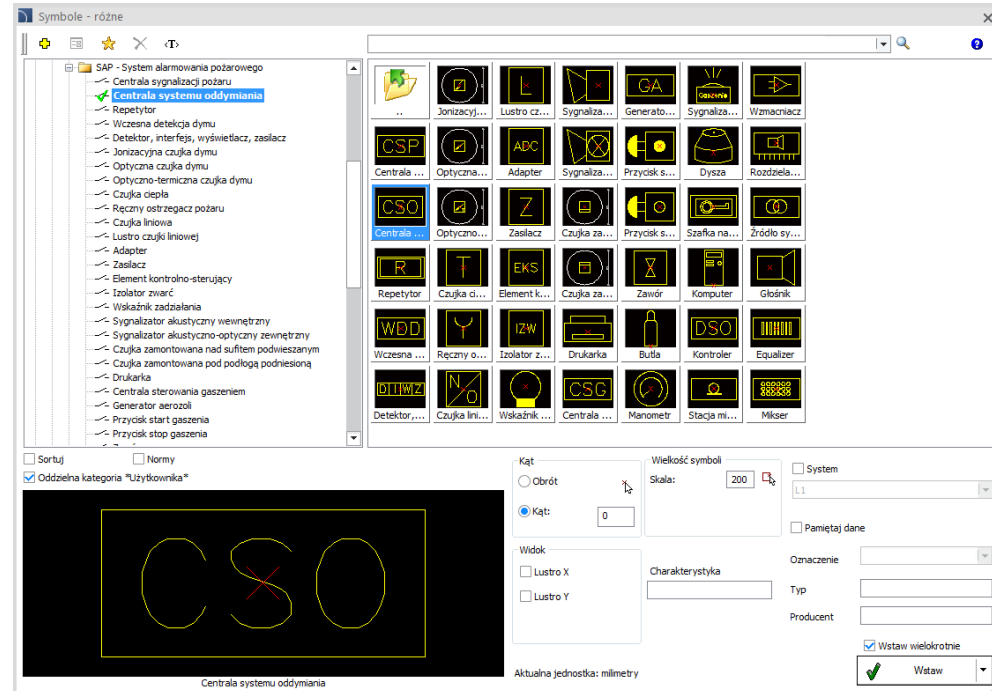 Symbole - różne
<T>
SAP - System alarmowania pożarowego
Centrala sygnalizacji pożaru
Centrala systemu oddymiania
Repetytor
Wczesna detekcja dymu
Detektor, interfejs, wyświetlacz, zasilacz
Jonizacyjna czujka dymu
Optyczna czujka dymu
Optyczno-termiczna czujka dymu
Czujka ciepła
Ręczny ostrzegacz pożaru
Czujka liniowa
Lustro czujki liniowej
Adapter
Zasilacz
Element kontrolno-sterujący
Izolator zwarć
Wskaźnik zadziałania
Sygnalizator akustyczny wewnętrzny
Sygnalizator akustyczno-optyczny zewnętrzny
Czujka zamontowana nad sufitem podwieszanym
Czujka zamontowana pod podłogą podniesioną
Drukarka
Centrala sterowania gaszeniem
Generator aerozoli
Przycisk start gaszenia
Przycisk stop gaszenia
L GA Gaszenie
.. Jonizacyj... Lustro cz... Sygnaliza... Generato... Sygnaliza... Wzmacniacz
CSP ADC
Centrala ... Optyczna... Adapter Sygnaliza... Przycisk s... Dysza Rozdziela...
CSO Z
Centrala ... Optyczno... Zasilacz Czujka za... Przycisk s... Szafka na... Źródło sy...
R T EKS
Repetytor Czujka ci... Element k... Czujka za... Zawór Komputer Głośnik
WDD Y IZW DSO
Wczesna ... Ręczny o... Izolator z... Drukarka Butla Kontroler Equalizer
DIIWZ N/O CSG
Detektor,... Czujka lini... Wskaźnik ... Centrala ... Manometr Stacja mi... Mikser
Sortuj Normy
Oddzielna kategoria *Użytkownika*
CSO
Centrala systemu oddymiania
Kąt
Obrót
Kąt: 0
Widok
Lustro X
Lustro Y
Wielkość symboli
Skala: 200
Charakterystyka
Aktualna jednostka: milimetry
System
L1
Pamiętaj dane
Oznaczenie
Typ
Producent
Wstaw wielokrotnie
Wstaw